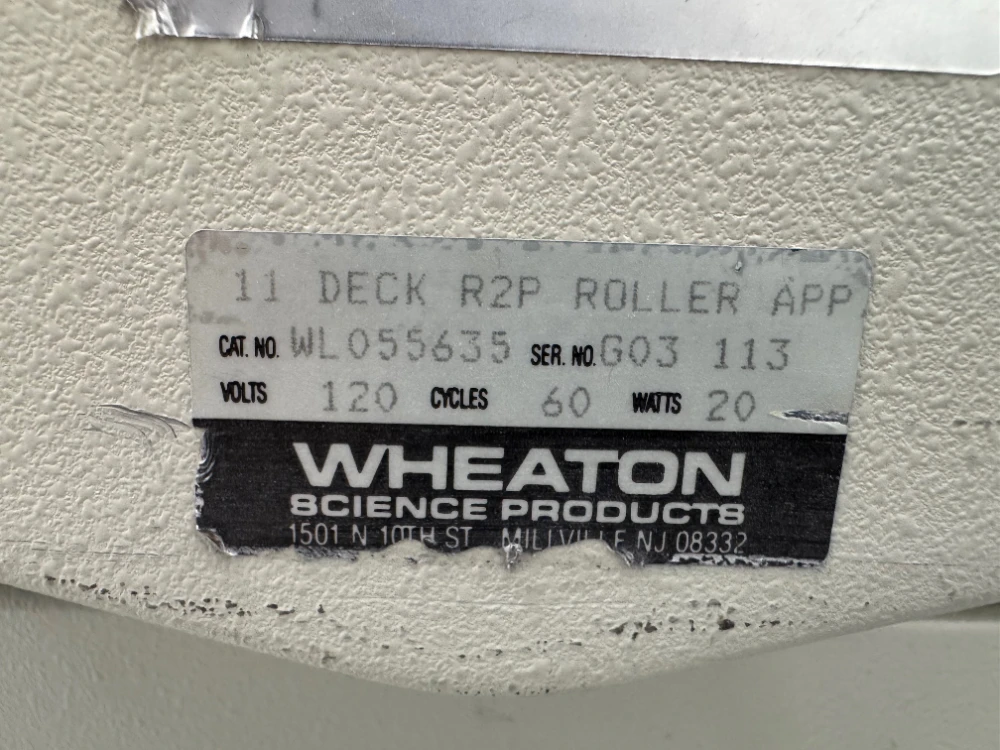 11 DECK R2P ROLLER APP
CAT. NO. WL055635 SER. NO. G03 113
VOLTS 120 CYCLES 60 WATTS 20
WHEATON
SCIENCE PRODUCTS
1501 N 10TH ST MILLVILLE NJ 08332